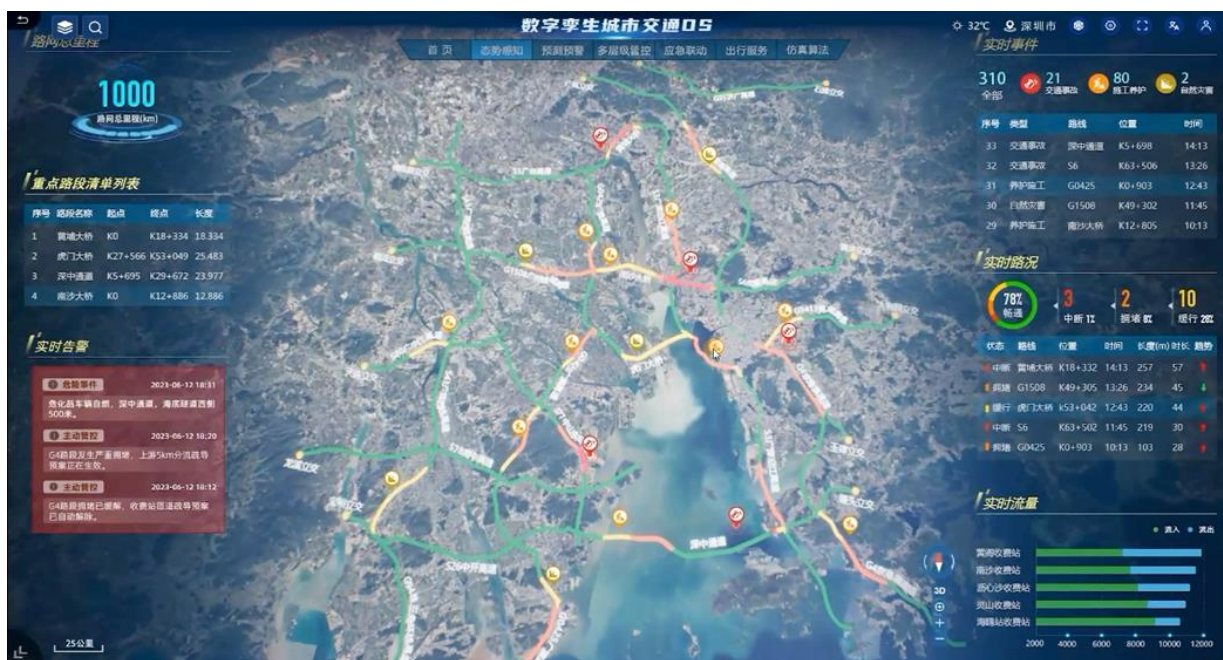 数字孪生城市交通OS
32℃ 深圳市
首页 态势感知 预测预警 多层级管控 应急联动 出行服务 仿真算法
路网总里程
1000
路网总里程(km)
重点路段清单列表
序号 路段名称 起点 终点 长度
1 黄埔大桥 K0 K18+334 18.334
2 虎门大桥 K27+566 K53+049 25.483
3 深中通道 K5+695 K29+672 23.977
4 南沙大桥 K0 K12+886 12.886
实时告警
危险事件 2023-06-12 18:31
危化品车辆自燃，深中通道，海底隧道西侧
500米。
主动管控 2023-06-12 18:20
G4路段发生严重拥堵，上游5km分流疏导
预案正在生效。
主动管控 2023-06-12 18:12
G4路段拥堵已缓解，收费站匝道疏导预案
已自动解除。
25公里
深中通道
S26中开高速
虎门大桥
3D
实时事件
310 全部
21 交通事故
80 施工养护
2 自然灾害
序号 类型 路线 位置 时间
33 交通事故 深中通道 K5+698 14:13
32 交通事故 S6 K63+506 13:26
31 养护施工 G0425 K0+903 12:43
30 自然灾害 G1508 K49+302 11:45
29 养护施工 南沙大桥 K12+805 10:13
实时路况
78%
畅通
3 中断 1%
2 拥堵 8%
10 缓行 28%
状态 路线 位置 时间 长度(m) 时长 趋势
中断 黄埔大桥 K18+332 14:13 257 57
拥堵 G1508 K49+305 13:26 234 45
缓行 虎门大桥 k53+042 12:43 220 44
中断 S6 K63+502 11:45 219 30
拥堵 G0425 K0+903 10:13 103 28
实时流量
流入 流出
黄阁收费站
南沙收费站
沥心沙收费站
灵山收费站
2000 4000 6000 8000 10000 12000